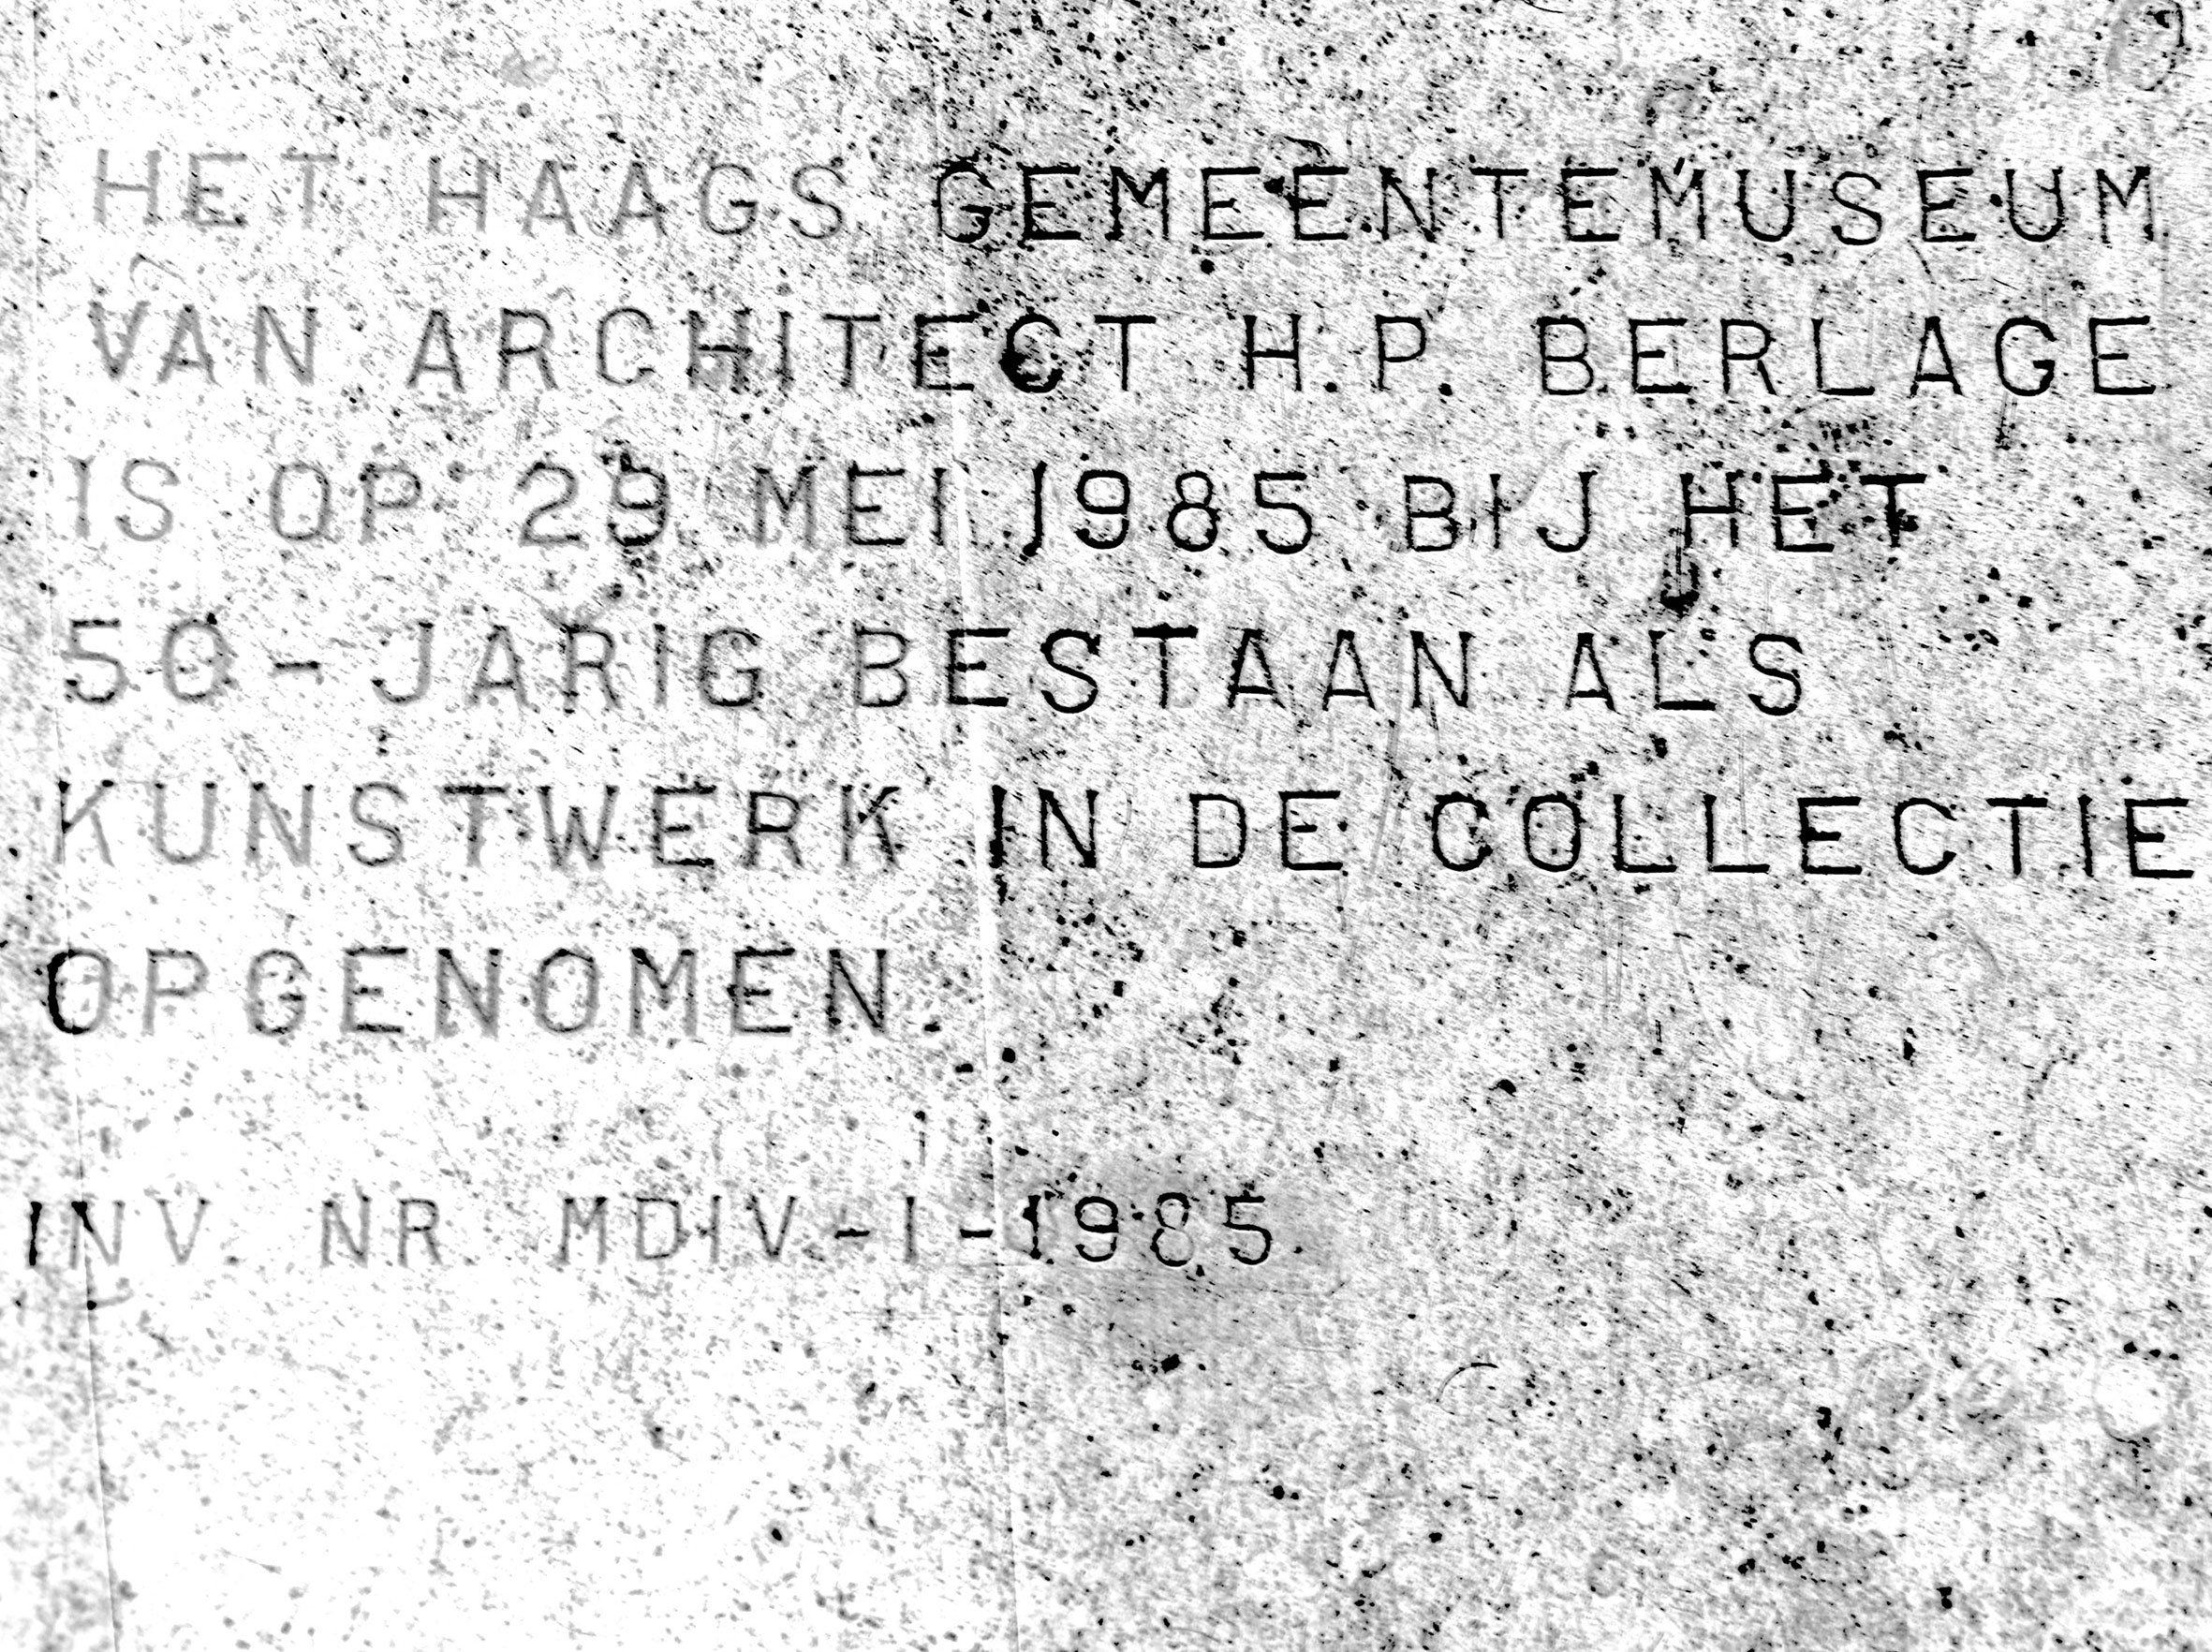 HET HAAGS GEMEENTEMUSEUM
VAN ARCHITECT H.P. BERLAGE
IS OP 29 MEI 1985 BIJ HET
50-JARIG BESTAAN ALS
KUNSTWERK IN DE COLLECTIE
OPGENOMEN.
INV. NR. MDIV-I-1985.